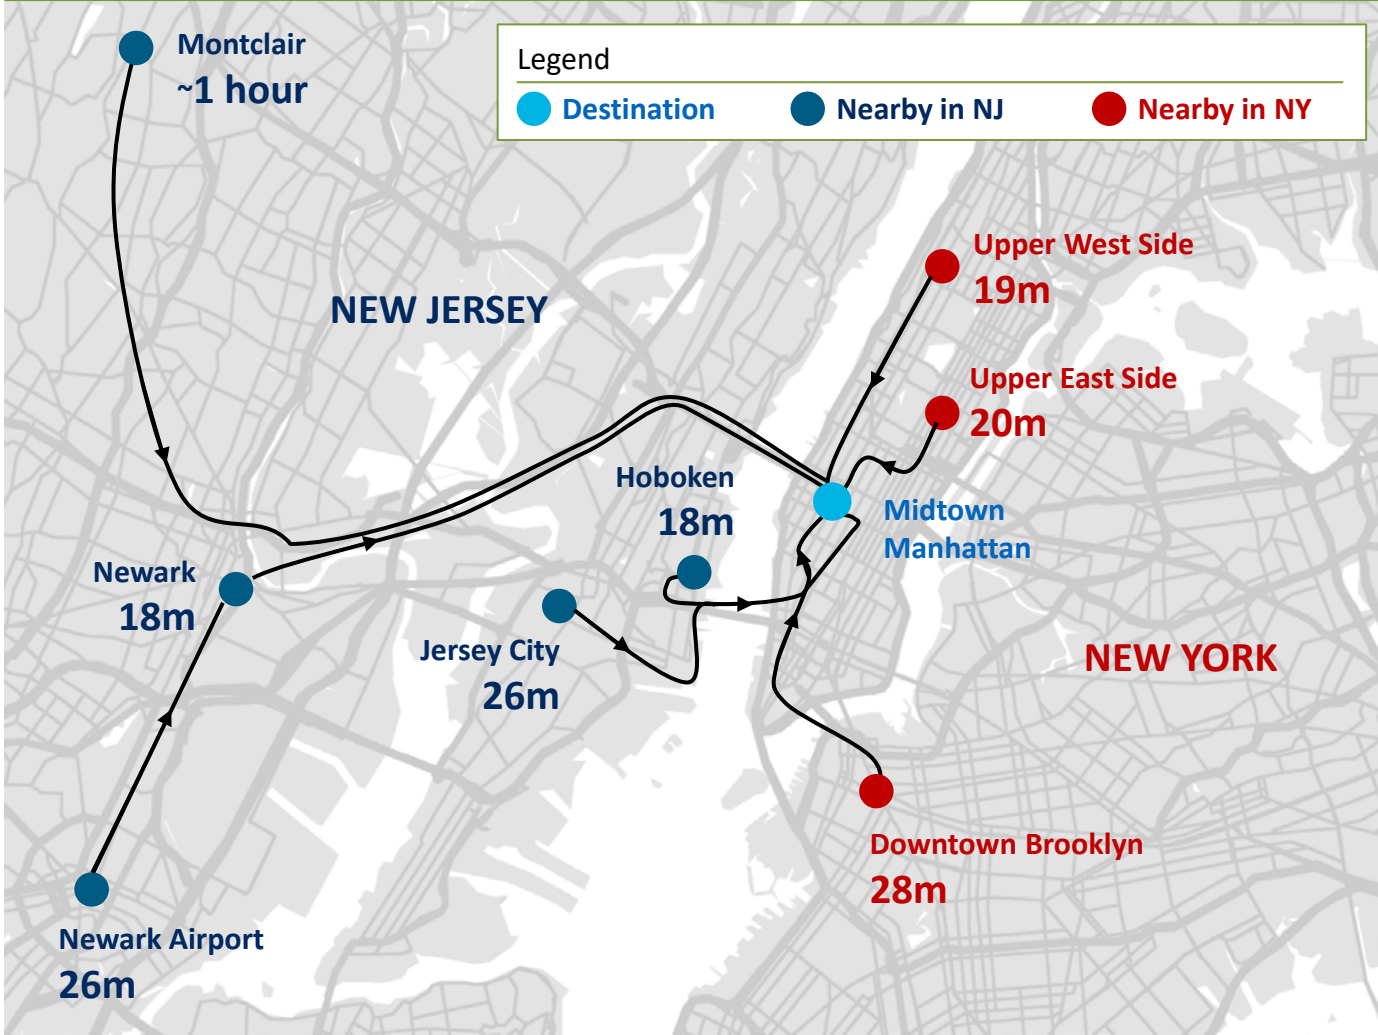 Legend
Destination
Nearby in NJ
Nearby in NY
Montclair
~1 hour
NEW JERSEY
Upper West Side
19m
Upper East Side
20m
Hoboken
18m
Midtown
Manhattan
Newark
18m
Jersey City
26m
NEW YORK
Downtown Brooklyn
28m
Newark Airport
26m